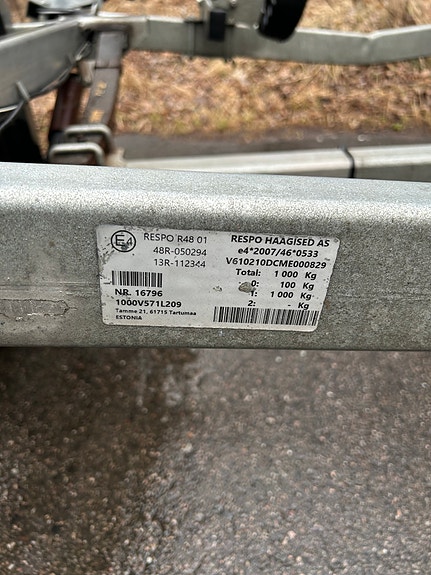 E4
RESPO R48 01
48R-050294
13R-112344
NR. 16796
1000V571L209
Tamme 21, 61715 Tartumaa
ESTONIA
RESPO HAAGISED AS
e4*2007/46*0533
V610210DCME000829
Total: 1 000 Kg
0: 100 Kg
1: 1 000 Kg
2: - Kg